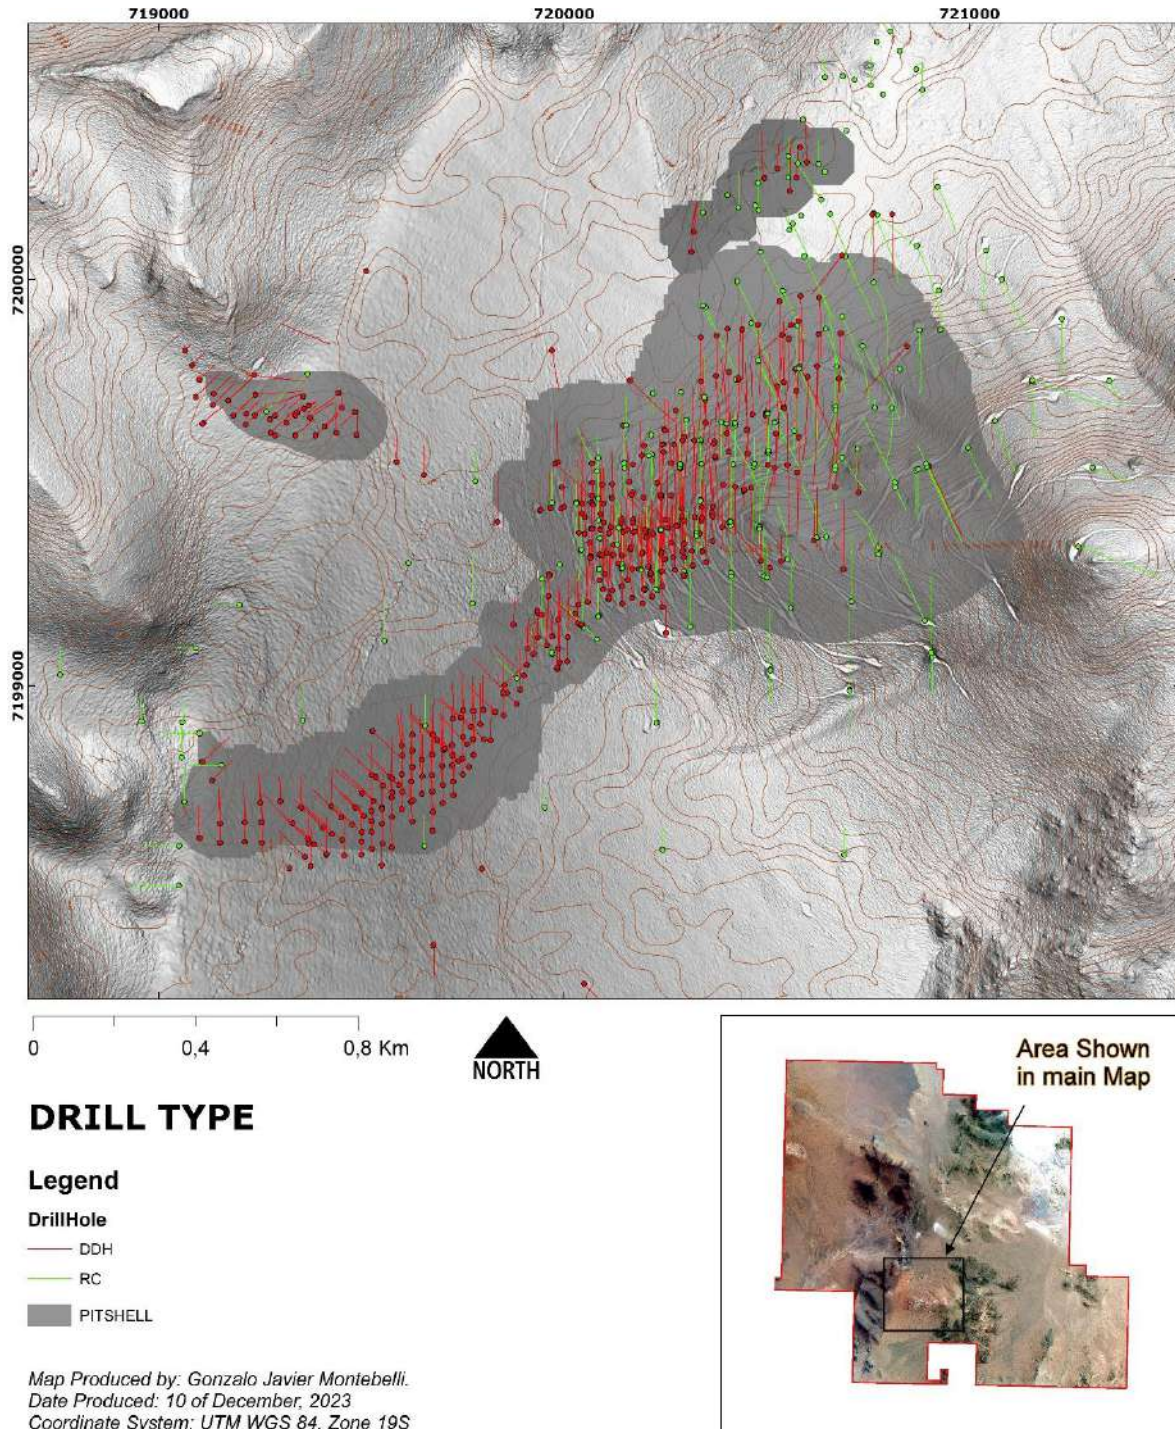 719000 720000 721000
7200000
7199000
0 0,4 0,8 Km
NORTH
DRILL TYPE
Legend
DrillHole
DDH
RC
PITSHELL
Map Produced by: Gonzalo Javier Montebelli.
Date Produced: 10 of December, 2023
Coordinate System: UTM WGS 84, Zone 19S
Area Shown
in main Map